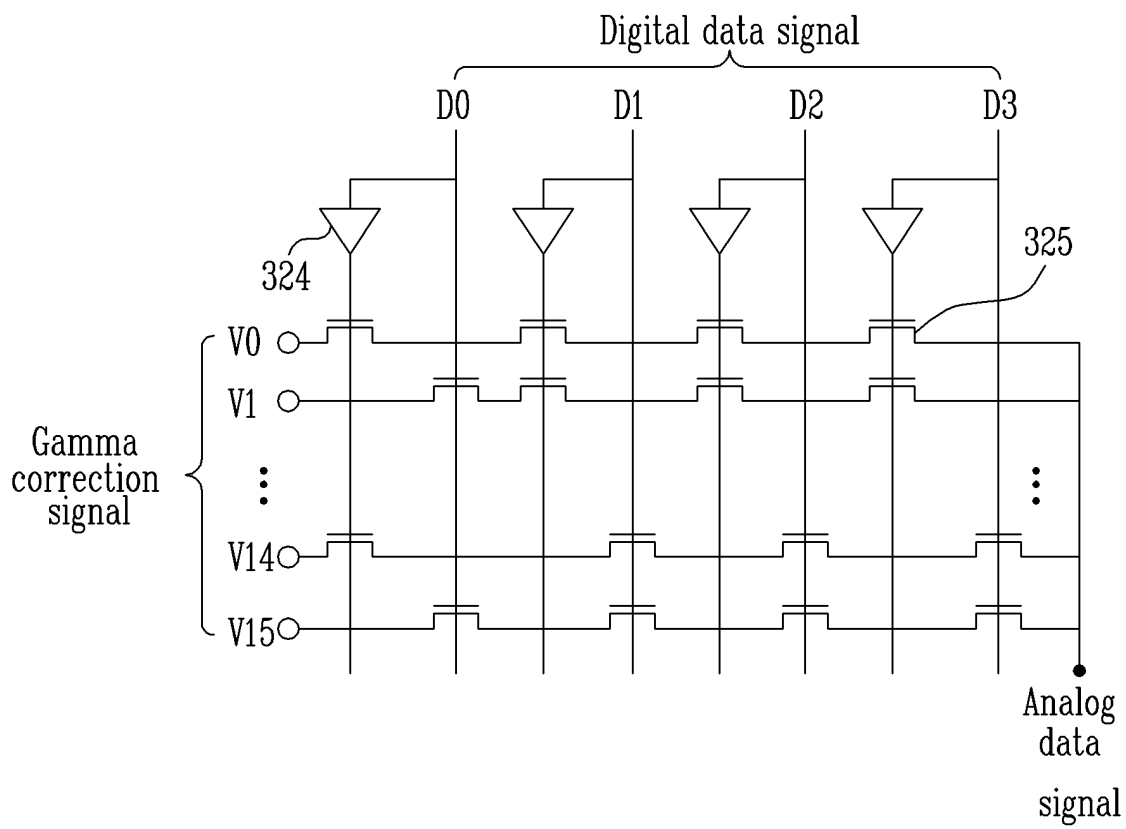 Digital data signal
D0 D1 D2 D3
324
325
V0
V1
Gamma
correction
signal
V14
V15
Analog
data
signal